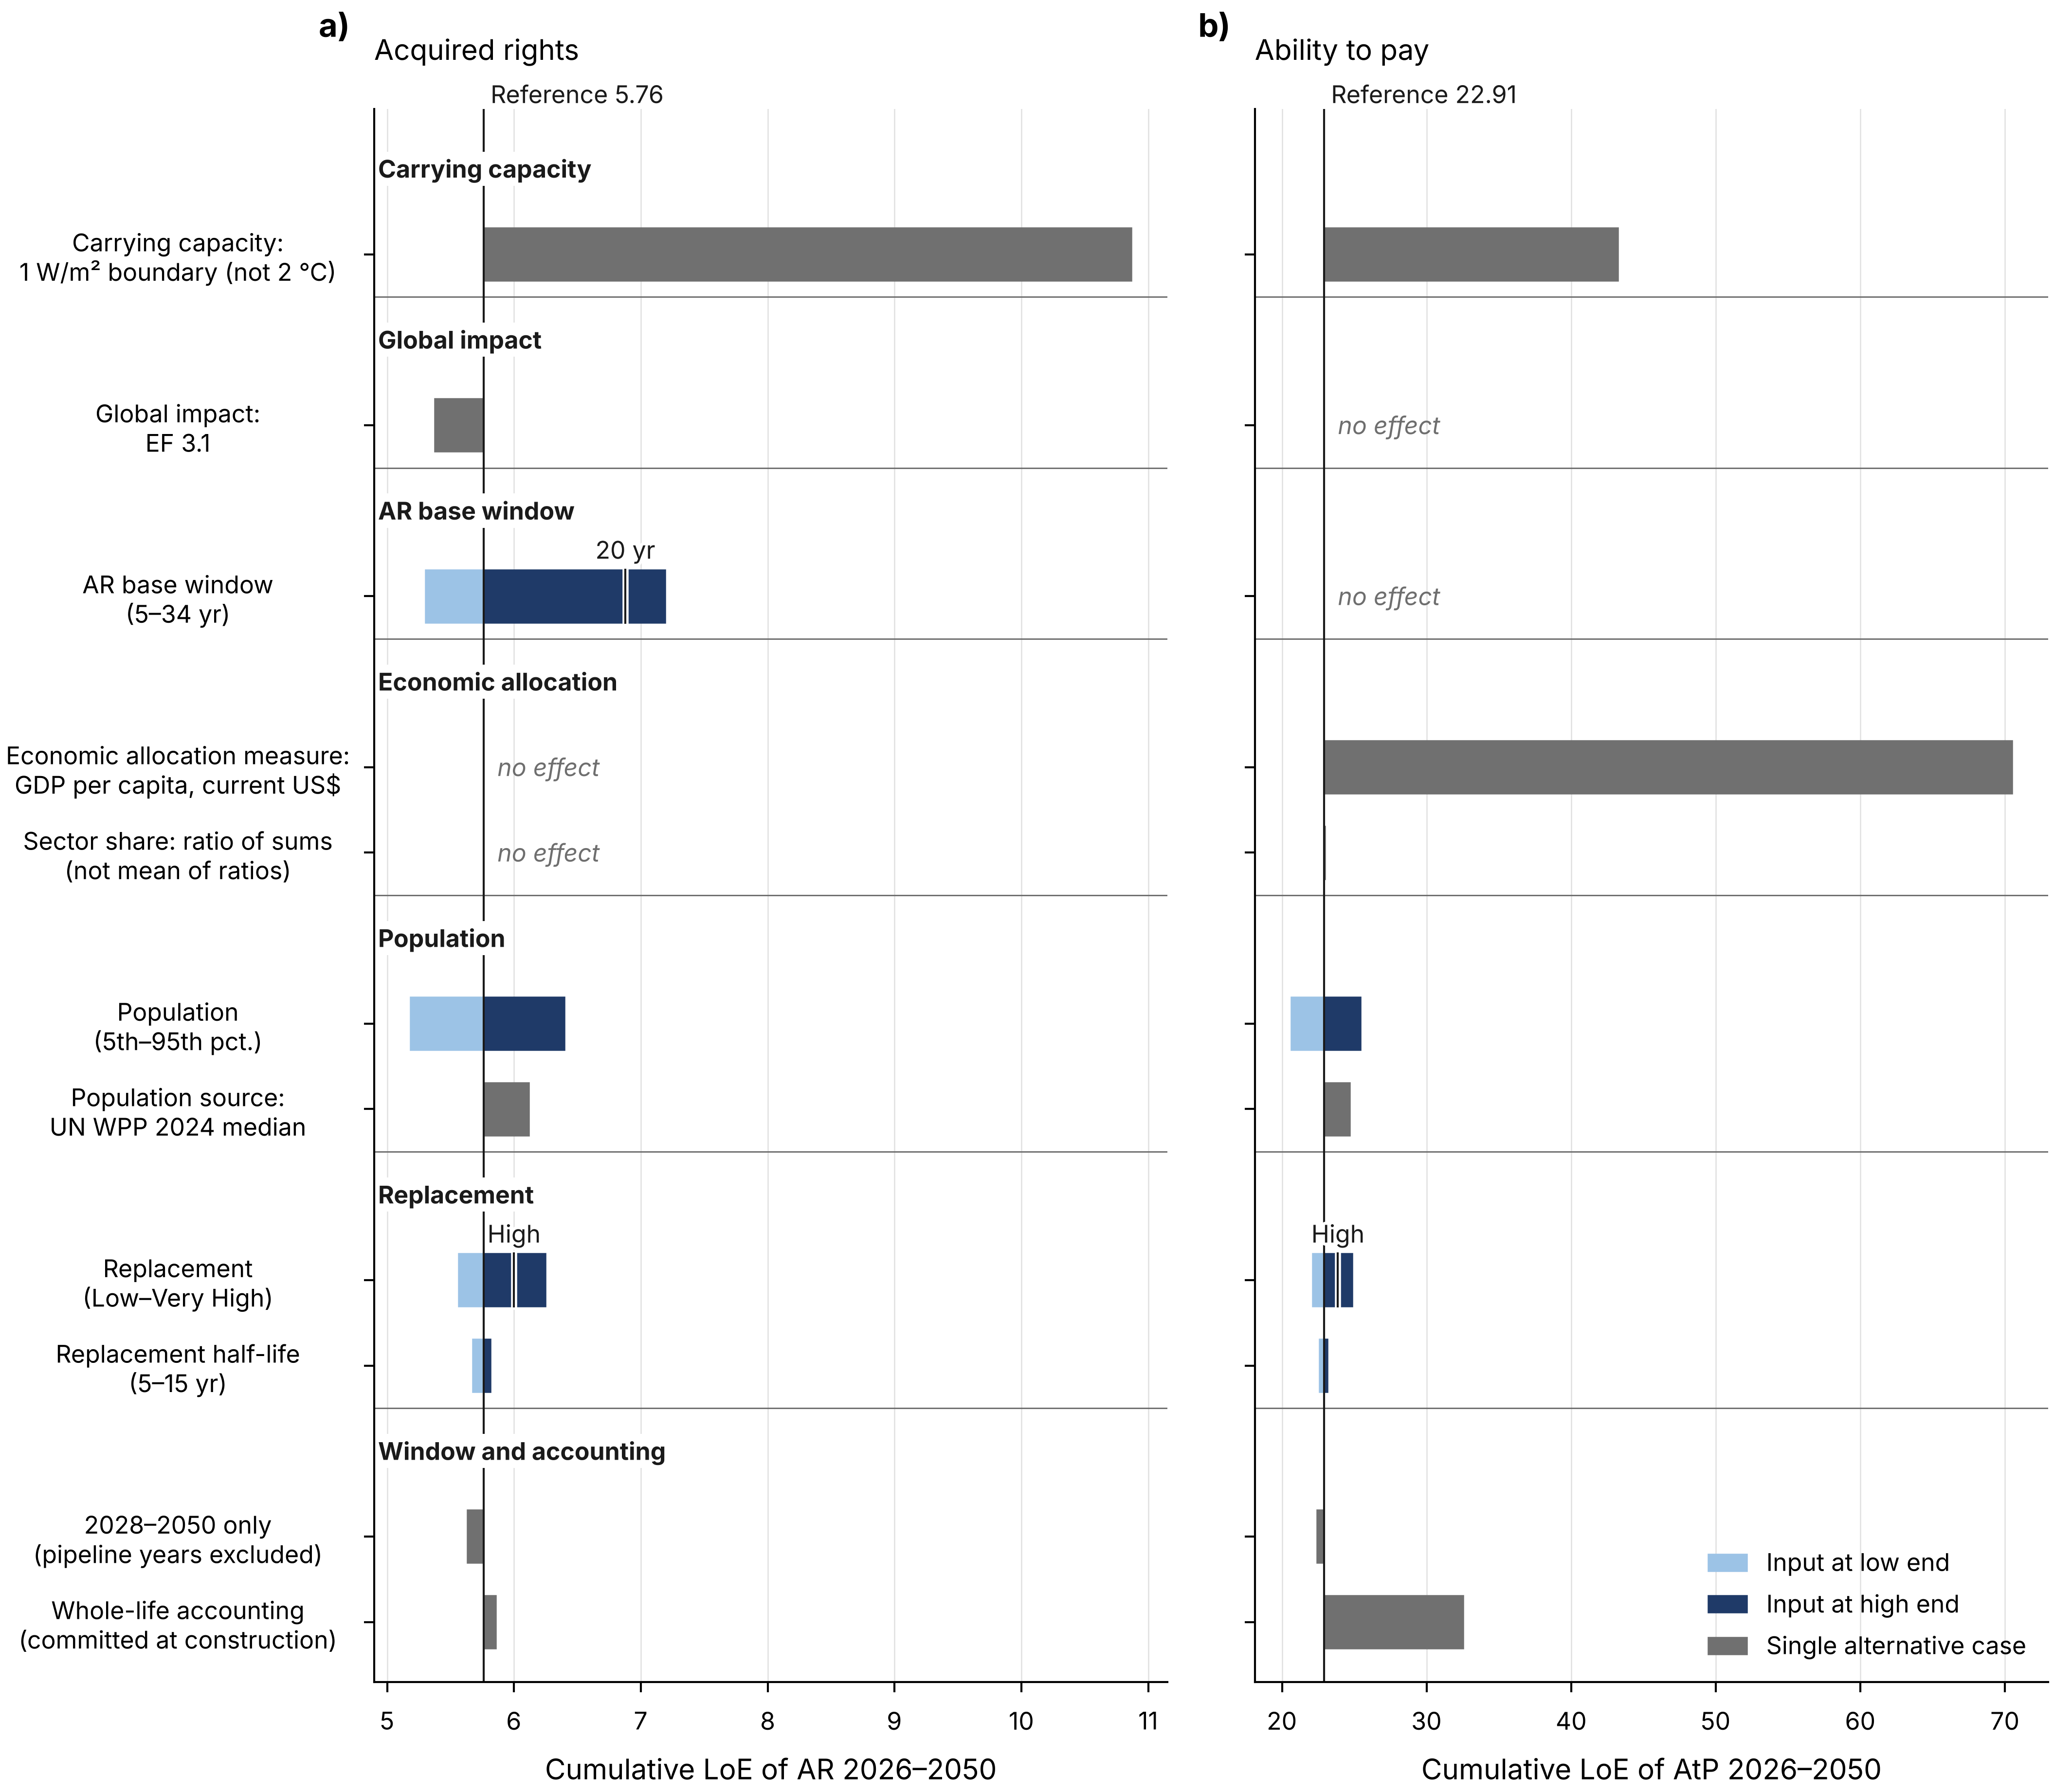 a)
Acquired rights
Reference 5.76
b)
Ability to pay
Reference 22.91
Carrying capacity
Carrying capacity:
1 W/m² boundary (not 2 °C)
Global impact
Global impact:
EF 3.1
no effect
AR base window
20 yr
AR base window
(5–34 yr)
no effect
Economic allocation
Economic allocation measure:
GDP per capita, current US$
no effect
Sector share: ratio of sums
(not mean of ratios)
no effect
Population
Population
(5th–95th pct.)
Population source:
UN WPP 2024 median
Replacement
High
High
Replacement
(Low–Very High)
Replacement half-life
(5–15 yr)
Window and accounting
2028–2050 only
(pipeline years excluded)
Whole-life accounting
(committed at construction)
Input at low end
Input at high end
Single alternative case
5 6 7 8 9 10 11
20 30 40 50 60 70
Cumulative LoE of AR 2026–2050
Cumulative LoE of AtP 2026–2050